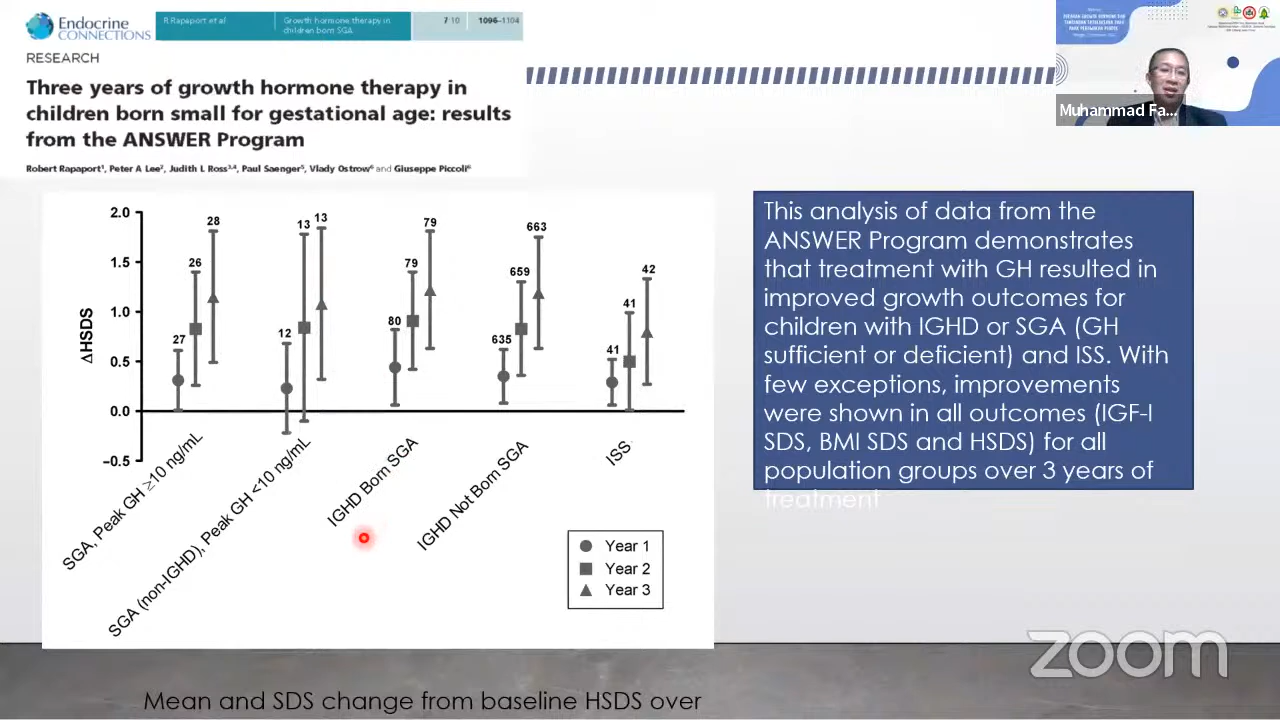 Endocrine
CONNECTIONS
R Rapaport et al
Growth hormone therapy in
children born SGA
7:10
1096–1104
RESEARCH
Three years of growth hormone therapy in
children born small for gestational age: results
from the ANSWER Program
Robert Rapaport¹, Peter A Lee², Judith L Ross³,⁴, Paul Saenger⁵, Vlady Ostrow⁶ and Giuseppe Piccoli⁶
Muhammad Fa...
ΔHSDS
2.0
1.5
1.0
0.5
0.0
–0.5
27
26
28
12
13
13
80
79
79
635
659
663
41
41
42
SGA, Peak GH ≥10 ng/mL
SGA (non-IGHD), Peak GH <10 ng/mL
IGHD Born SGA
IGHD Not Born SGA
ISS
Year 1
Year 2
Year 3
This analysis of data from the
ANSWER Program demonstrates
that treatment with GH resulted in
improved growth outcomes for
children with IGHD or SGA (GH
sufficient or deficient) and ISS. With
few exceptions, improvements
were shown in all outcomes (IGF-I
SDS, BMI SDS and HSDS) for all
population groups over 3 years of
treatment
zoom
Mean and SDS change from baseline HSDS over